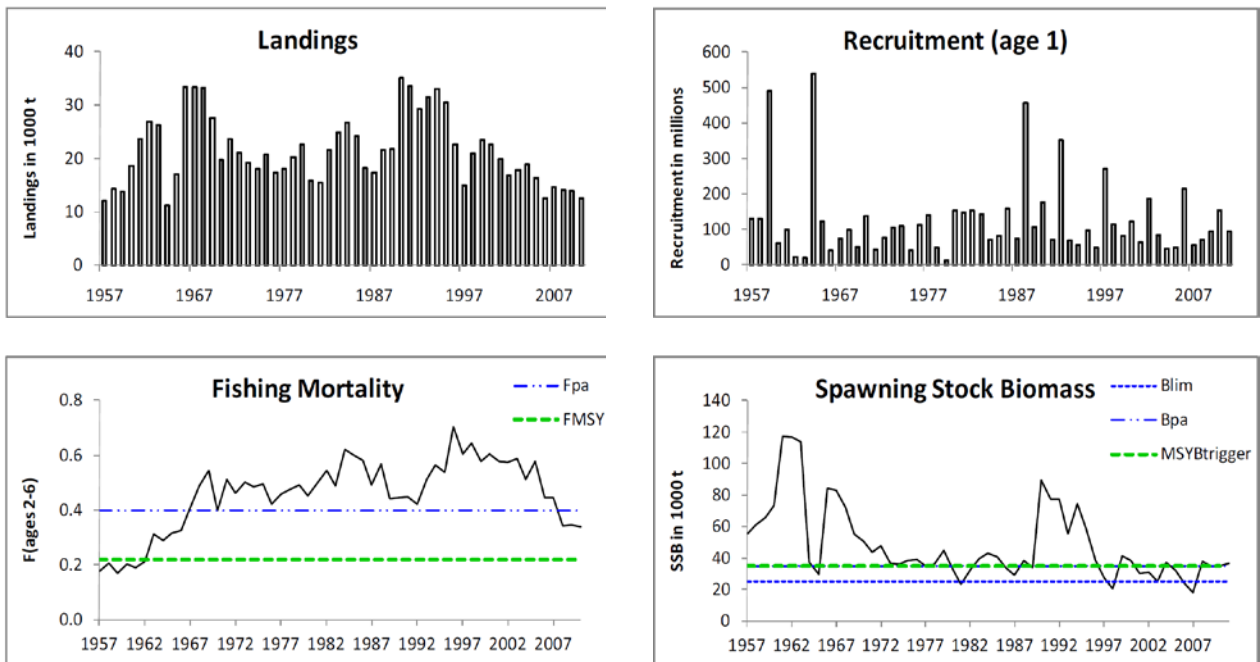 Landings
Landings in 1000 t
40
30
20
10
0
1957 1967 1977 1987 1997 2007
Recruitment (age 1)
Recruitment in millions
600
500
400
300
200
100
0
1957 1967 1977 1987 1997 2007
Fishing Mortality
Fpa
FMSY
F(ages 2-6)
0.8
0.6
0.4
0.2
0.0
1957 1962 1967 1972 1977 1982 1987 1992 1997 2002 2007
Spawning Stock Biomass
Blim
Bpa
MSYBtrigger
SSB in 1000 t
140
120
100
80
60
40
20
0
1957 1962 1967 1972 1977 1982 1987 1992 1997 2002 2007